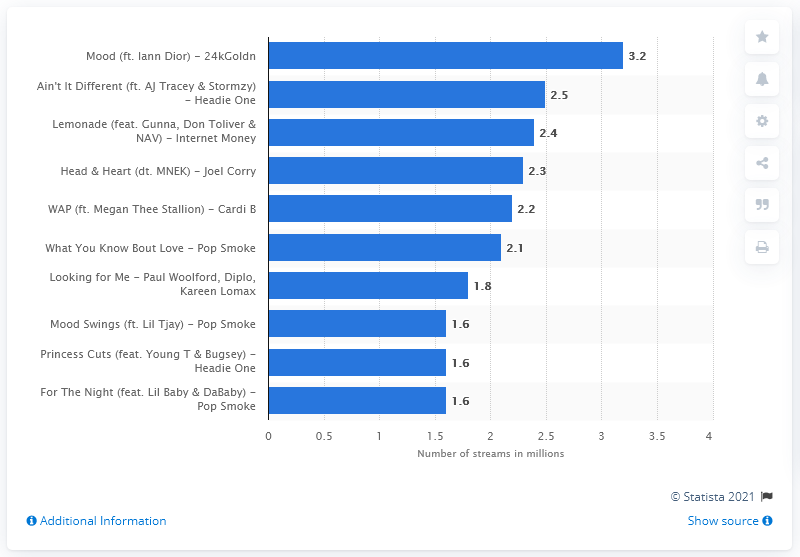 Mood (ft. Iann Dior) – 24kGoldn
3.2
Ain't It Different (ft. AJ Tracey & Stormzy)
– Headie One
2.5
Lemonade (feat. Gunna, Don Toliver &
NAV) – Internet Money
2.4
Head & Heart (dt. MNEK) – Joel Corry
2.3
WAP (ft. Megan Thee Stallion) – Cardi B
2.2
What You Know Bout Love – Pop Smoke
2.1
Looking for Me – Paul Woolford, Diplo,
Kareen Lomax
1.8
Mood Swings (ft. Lil Tjay) – Pop Smoke
1.6
Princess Cuts (feat. Young T & Bugsey) –
Headie One
1.6
For The Night (feat. Lil Baby & DaBaby) –
Pop Smoke
1.6
0 0.5 1 1.5 2 2.5 3 3.5 4
Number of streams in millions
© Statista 2021
Additional Information
Show source